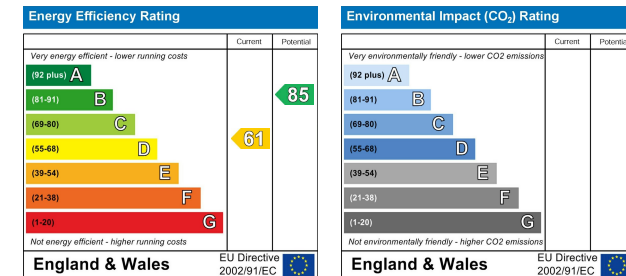 Energy Efficiency Rating
Current Potential
Very energy efficient - lower running costs
(92 plus) A
(81-91) B
85
(69-80) C
61
(55-68) D
(39-54) E
(21-38) F
(1-20) G
Not energy efficient - higher running costs
England & Wales
EU Directive
2002/91/EC
Environmental Impact (CO₂) Rating
Current Potential
Very environmentally friendly - lower CO2 emissions
(92 plus) A
(81-91) B
(69-80) C
(55-68) D
(39-54) E
(21-38) F
(1-20) G
Not environmentally friendly - higher CO2 emissions
England & Wales
EU Directive
2002/91/EC